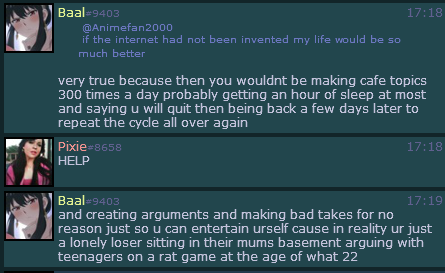 Baal#9403 17:18
@Animefan2000
if the internet had not been invented my life would be so
much better
very true because then you wouldnt be making cafe topics
300 times a day probably getting an hour of sleep at most
and saying u will quit then being back a few days later to
repeat the cycle all over again
Pixie#8658 17:18
HELP
Baal#9403 17:19
and creating arguments and making bad takes for no
reason just so u can entertain urself cause in reality ur just
a lonely loser sitting in their mums basement arguing with
teenagers on a rat game at the age of what 22